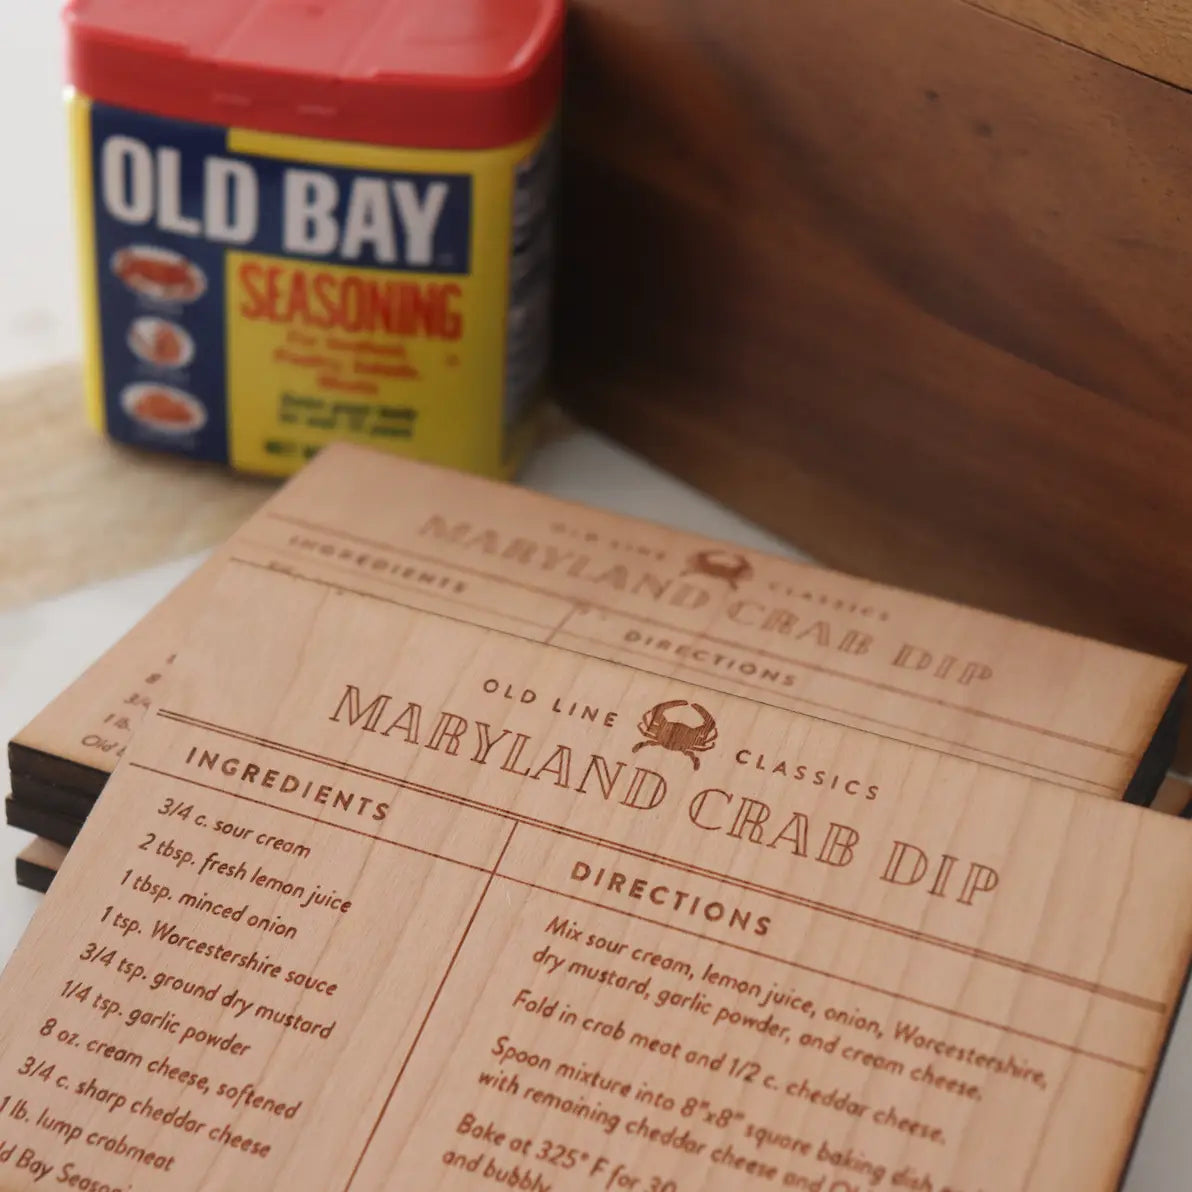 OLD BAY
SEASONING
OLD LINE CLASSICS
MARYLAND CRAB DIP
INGREDIENTS
DIRECTIONS
OLD LINE CLASSICS
MARYLAND CRAB DIP
INGREDIENTS
3/4 c. sour cream
2 tbsp. fresh lemon juice
1 tbsp. minced onion
1 tsp. Worcestershire sauce
3/4 tsp. ground dry mustard
1/4 tsp. garlic powder
8 oz. cream cheese, softened
3/4 c. sharp cheddar cheese
1 lb. lump crabmeat
Bay
DIRECTIONS
Mix sour cream, lemon juice, onion, Worcestershire,
dry mustard, garlic powder, and cream cheese.
Fold in crab meat and 1/2 c. cheddar cheese.
Spoon mixture into 8"x8" square baking dish
with remaining cheddar cheese and
Bake at 325° F for 30
and bubbly